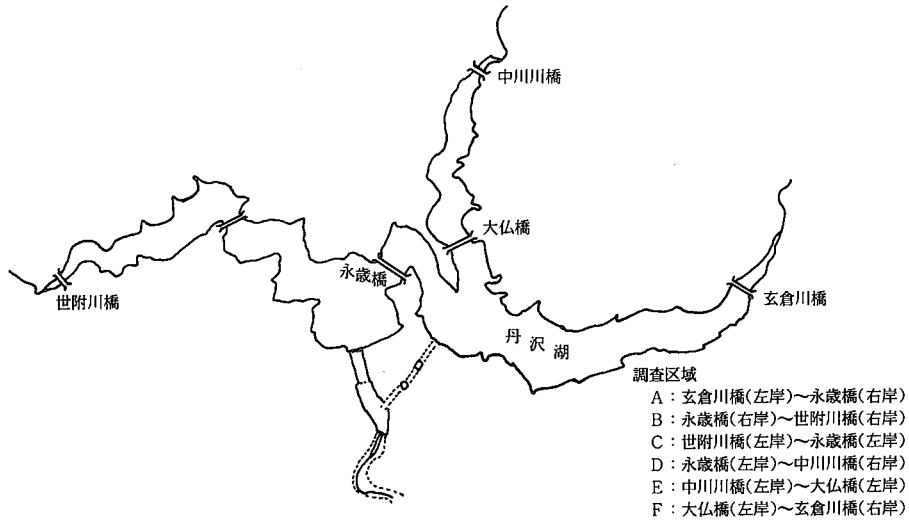 中川川橋
大仏橋
永歳橋
世附川橋
玄倉川橋
丹沢湖
調査区域
A:玄倉川橋(左岸)~永歳橋(右岸)
B:永歳橋(右岸)~世附川橋(右岸)
C:世附川橋(左岸)~永歳橋(左岸)
D:永歳橋(左岸)~中川川橋(右岸)
E:中川川橋(左岸)~大仏橋(左岸)
F:大仏橋(左岸)~玄倉川橋(右岸)